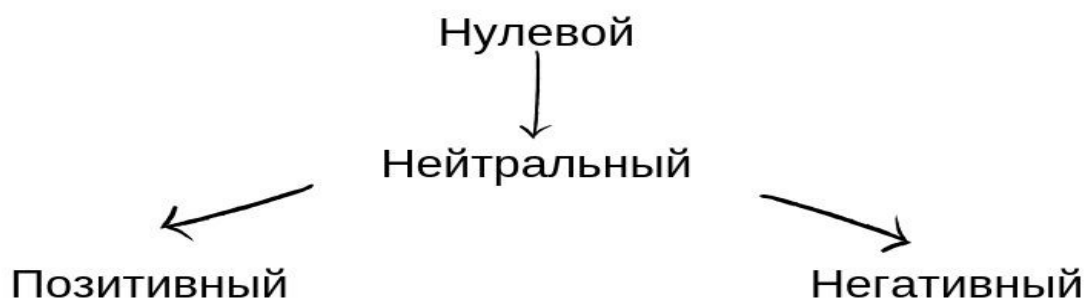 Нулевой
Нейтральный
Позитивный
Негативный